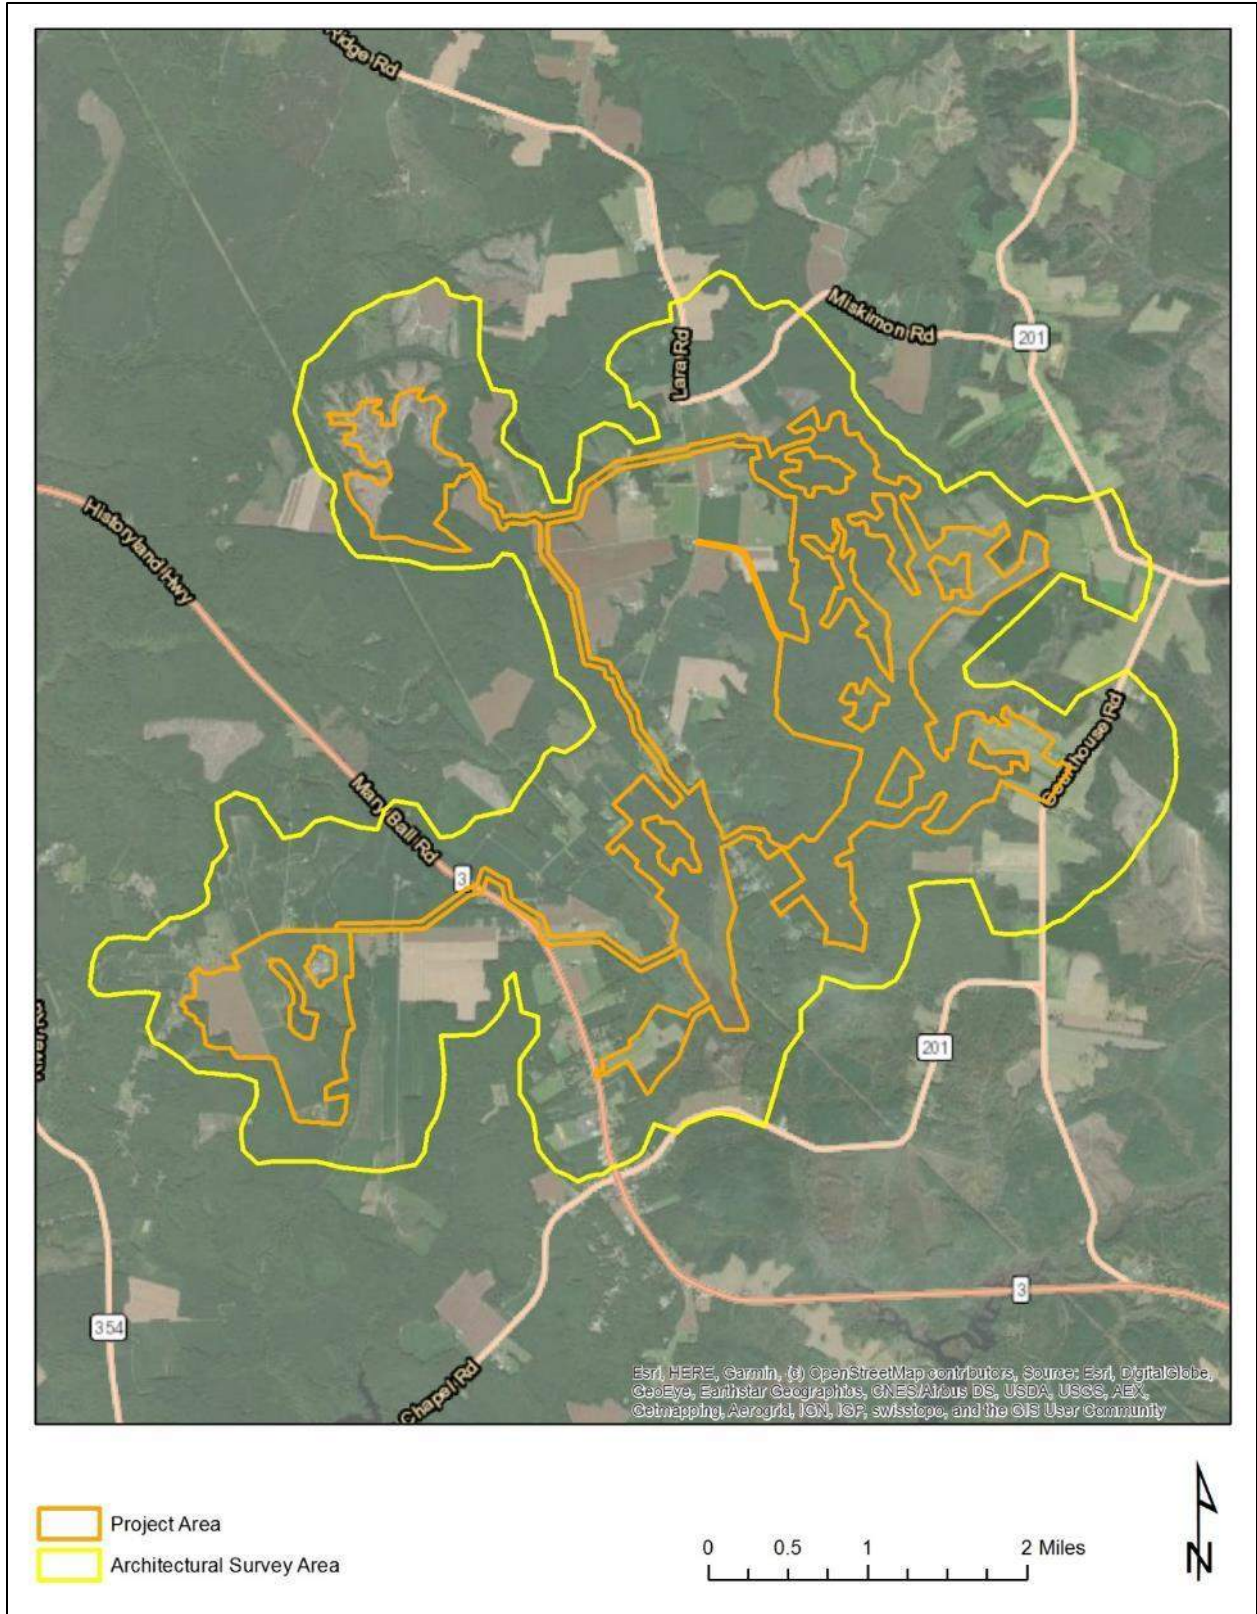 Ridge Rd
Miskimon Rd
201
Lara Rd
Historyland Hwy
Mary Ball Rd
Courthouse Rd
3
River Rd
201
3
354
Chapel Rd
Esri, HERE, Garmin, (c) OpenStreetMap contributors, Source: Esri, DigitalGlobe,
GeoEye, Earthstar Geographics, CNES/Airbus DS, USDA, USGS, AEX,
Getmapping, Aerogrid, IGN, IGP, swisstopo, and the GIS User Community
Project Area
Architectural Survey Area
0 0.5 1 2 Miles
N